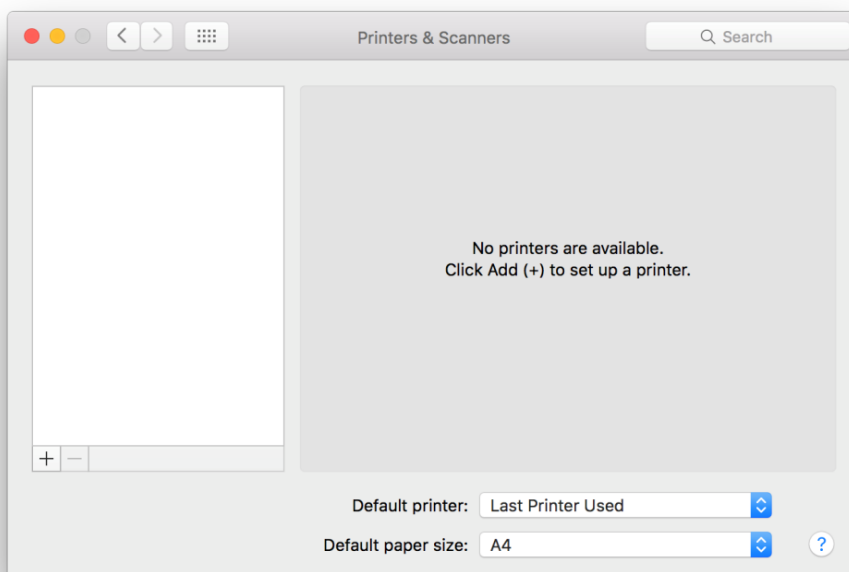 Printers & Scanners
Search
No printers are available.
Click Add (+) to set up a printer.
+ −
Default printer: Last Printer Used
Default paper size: A4
?